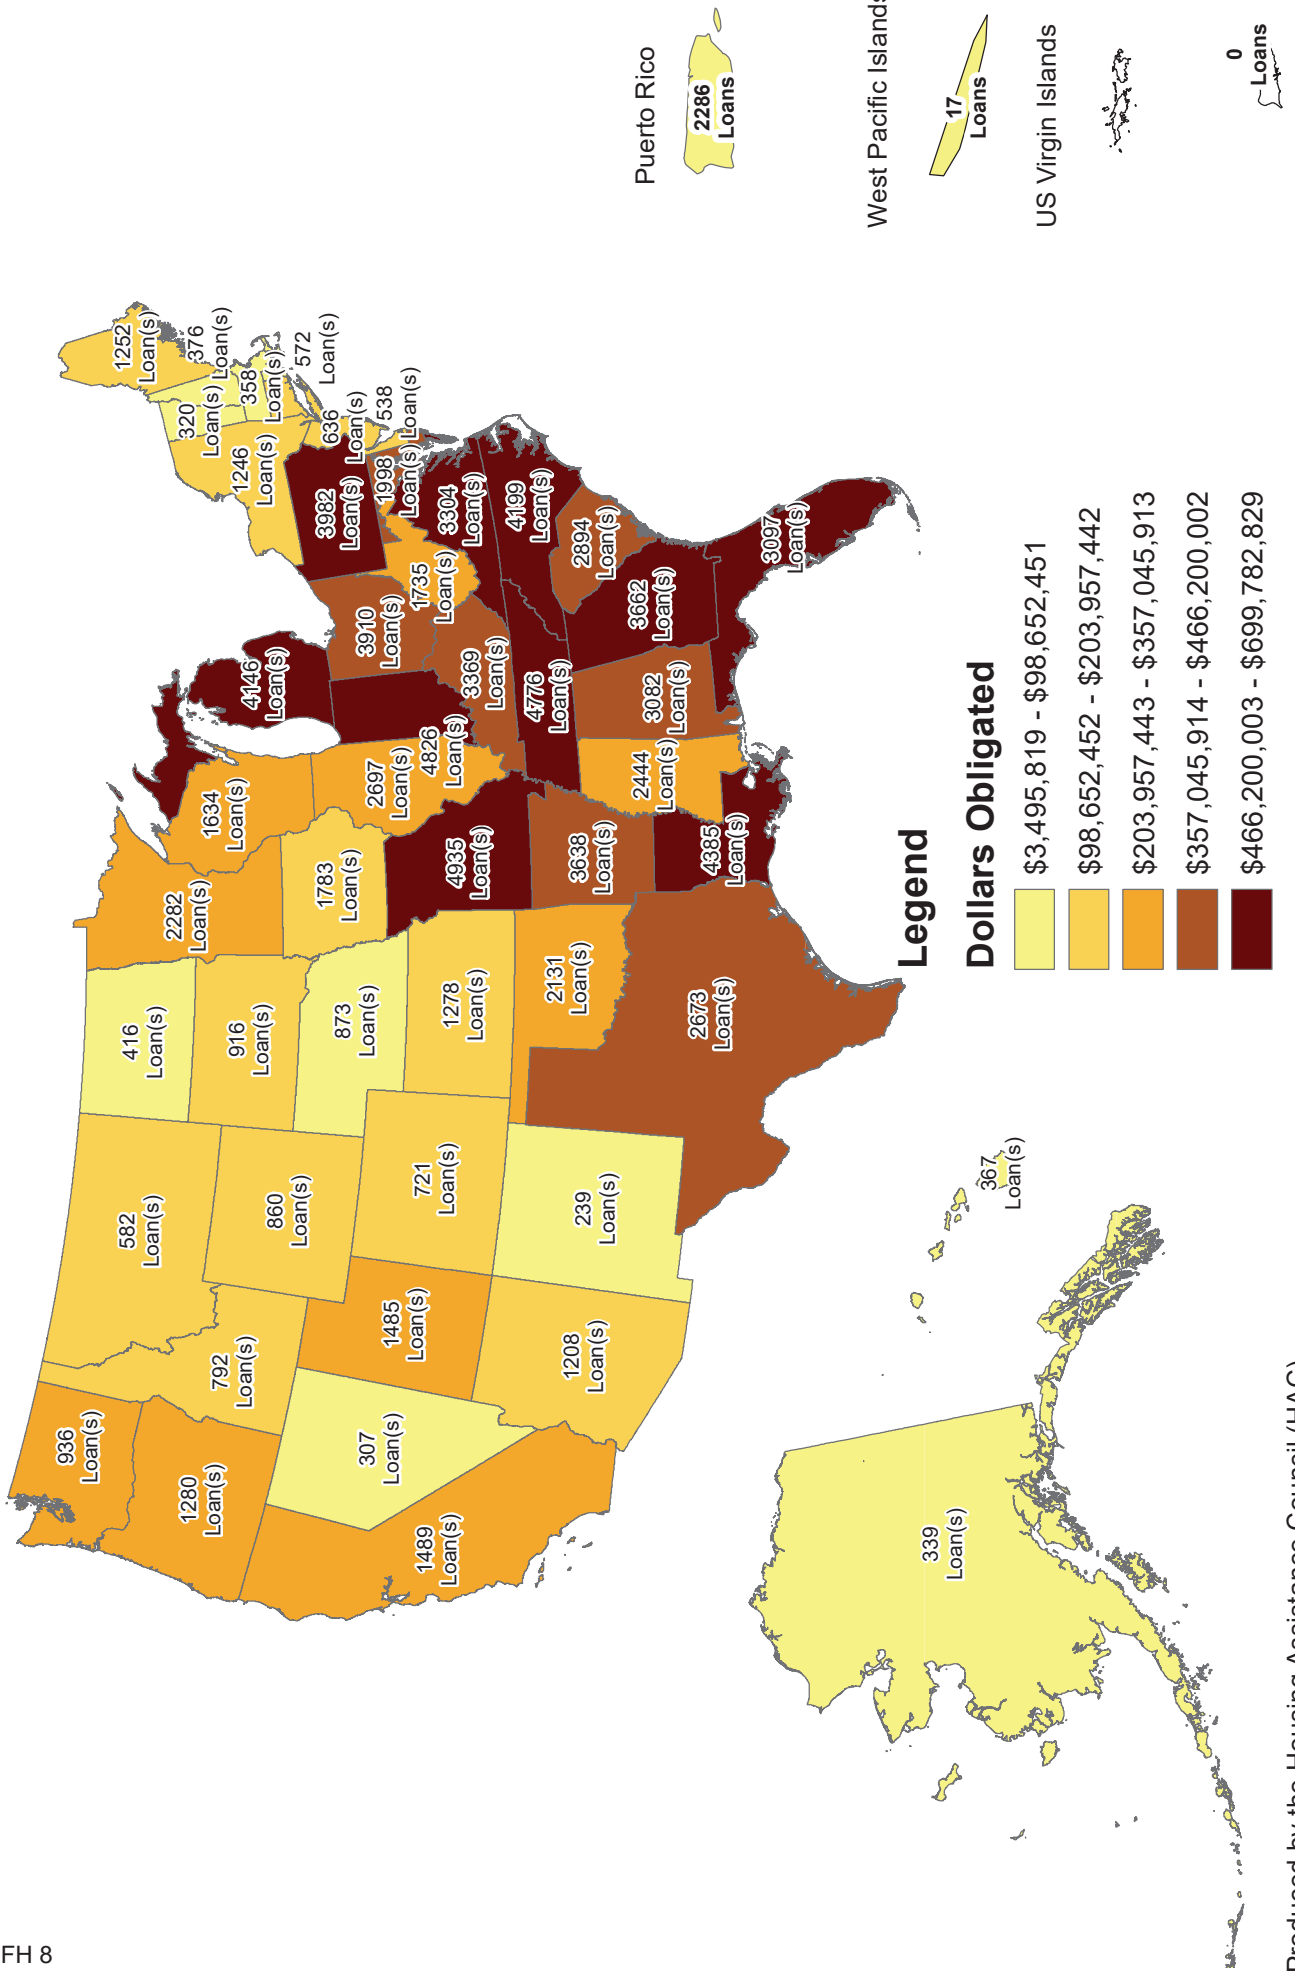 FH 8
936
Loan(s)
1280
Loan(s)
1489
Loan(s)
307
Loan(s)
792
Loan(s)
582
Loan(s)
860
Loan(s)
1485
Loan(s)
1208
Loan(s)
721
Loan(s)
239
Loan(s)
416
Loan(s)
916
Loan(s)
873
Loan(s)
1278
Loan(s)
2131
Loan(s)
2673
Loan(s)
2282
Loan(s)
1783
Loan(s)
4935
Loan(s)
3638
Loan(s)
4385
Loan(s)
1634
Loan(s)
2697
Loan(s)
4826
Loan(s)
4146
Loan(s)
3910
Loan(s)
3369
Loan(s)
4776
Loan(s)
2444
Loan(s)
3082
Loan(s)
3662
Loan(s)
3097
Loan(s)
2894
Loan(s)
4199
Loan(s)
3304
Loan(s)
1735
Loan(s)
1998
Loan(s)
3982
Loan(s)
1246
Loan(s)
320
Loan(s)
1252
Loan(s)
376
Loan(s)
358
Loan(s)
572
Loan(s)
636
Loan(s)
538
Loan(s)
339
Loan(s)
367
Loan(s)
Legend
Dollars Obligated
$3,495,819 - $98,652,451
$98,652,452 - $203,957,442
$203,957,443 - $357,045,913
$357,045,914 - $466,200,002
$466,200,003 - $699,782,829
Puerto Rico
2286
Loans
West Pacific Islands
17
Loans
US Virgin Islands
0
Loans
Produced by the Housing Assistance Council (HAC)